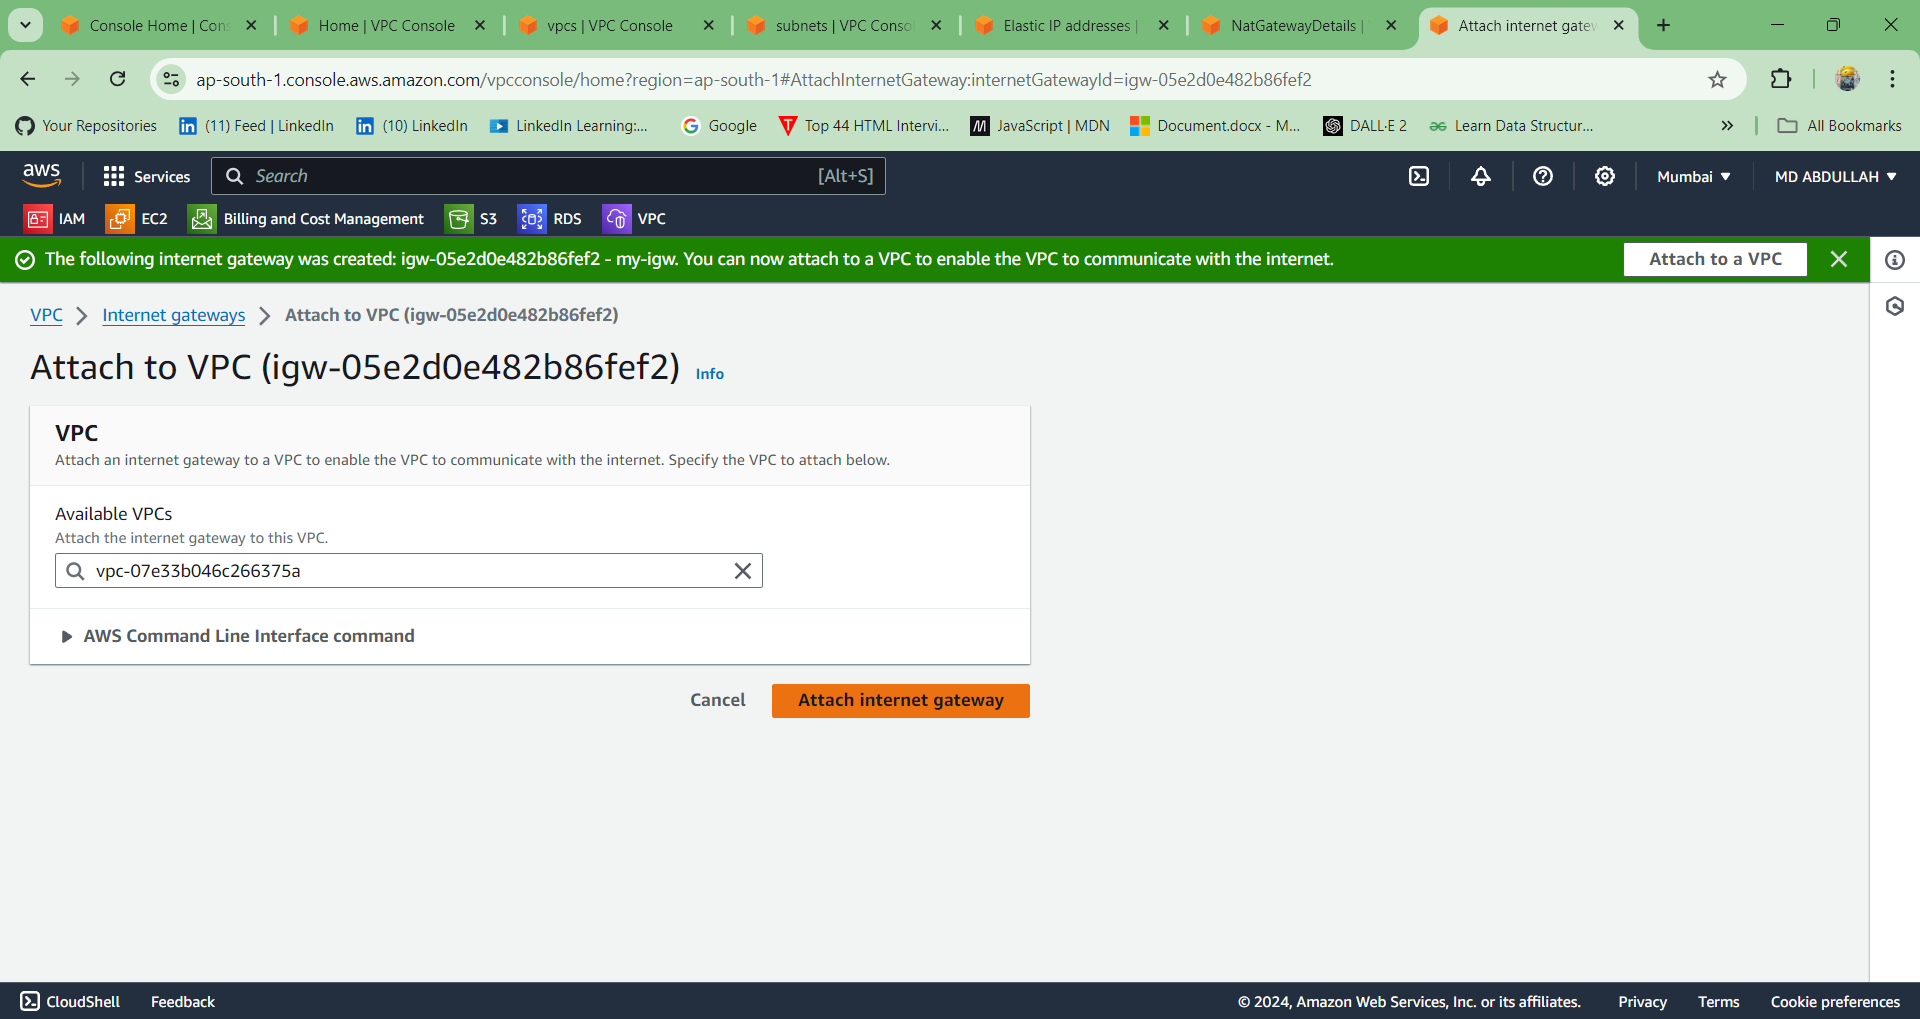 Console Home | Con
Home | VPC Console
vpcs | VPC Console
subnets | VPC Conso
Elastic IP addresses |
NatGatewayDetails |
Attach internet gatew
ap-south-1.console.aws.amazon.com/vpcconsole/home?region=ap-south-1#AttachInternetGateway:internetGatewayId=igw-05e2d0e482b86fef2
Your Repositories
(11) Feed | LinkedIn
(10) LinkedIn
LinkedIn Learning:...
Google
Top 44 HTML Intervi...
JavaScript | MDN
Document.docx - M...
DALL·E 2
Learn Data Structur...
All Bookmarks
aws
Services
Search
[Alt+S]
Mumbai
MD ABDULLAH
IAM
EC2
Billing and Cost Management
S3
RDS
VPC
The following internet gateway was created: igw-05e2d0e482b86fef2 - my-igw. You can now attach to a VPC to enable the VPC to communicate with the internet.
Attach to a VPC
VPC
Internet gateways
Attach to VPC (igw-05e2d0e482b86fef2)
Attach to VPC (igw-05e2d0e482b86fef2)
Info
VPC
Attach an internet gateway to a VPC to enable the VPC to communicate with the internet. Specify the VPC to attach below.
Available VPCs
Attach the internet gateway to this VPC.
vpc-07e33b046c266375a
AWS Command Line Interface command
Cancel
Attach internet gateway
CloudShell
Feedback
© 2024, Amazon Web Services, Inc. or its affiliates.
Privacy
Terms
Cookie preferences